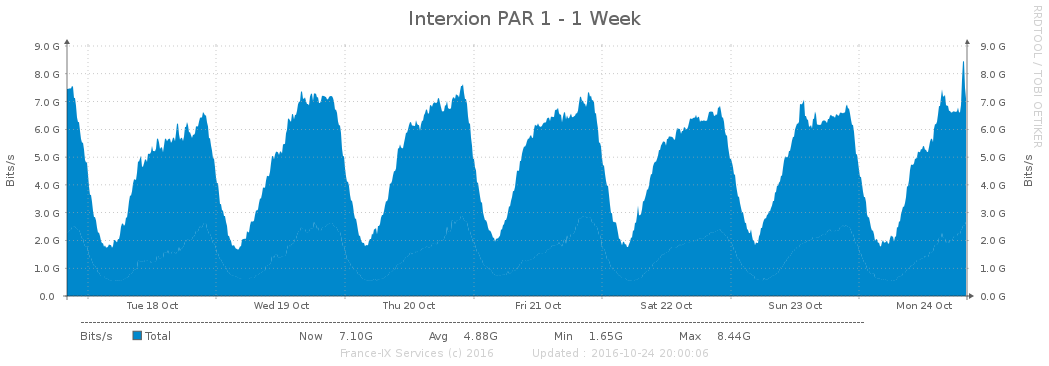 Interxion PAR 1 - 1 Week
RRDTOOL / TOBI OETIKER
Bits/s
9.0 G
8.0 G
7.0 G
6.0 G
5.0 G
4.0 G
3.0 G
2.0 G
1.0 G
0.0
9.0 G
8.0 G
7.0 G
6.0 G
5.0 G
4.0 G
3.0 G
2.0 G
1.0 G
0.0 G
Bits/s
Tue 18 Oct Wed 19 Oct Thu 20 Oct Fri 21 Oct Sat 22 Oct Sun 23 Oct Mon 24 Oct
Bits/s Total Now 7.10G Avg 4.88G Min 1.65G Max 8.44G
France-IX Services (c) 2016 Updated : 2016-10-24 20:00:06